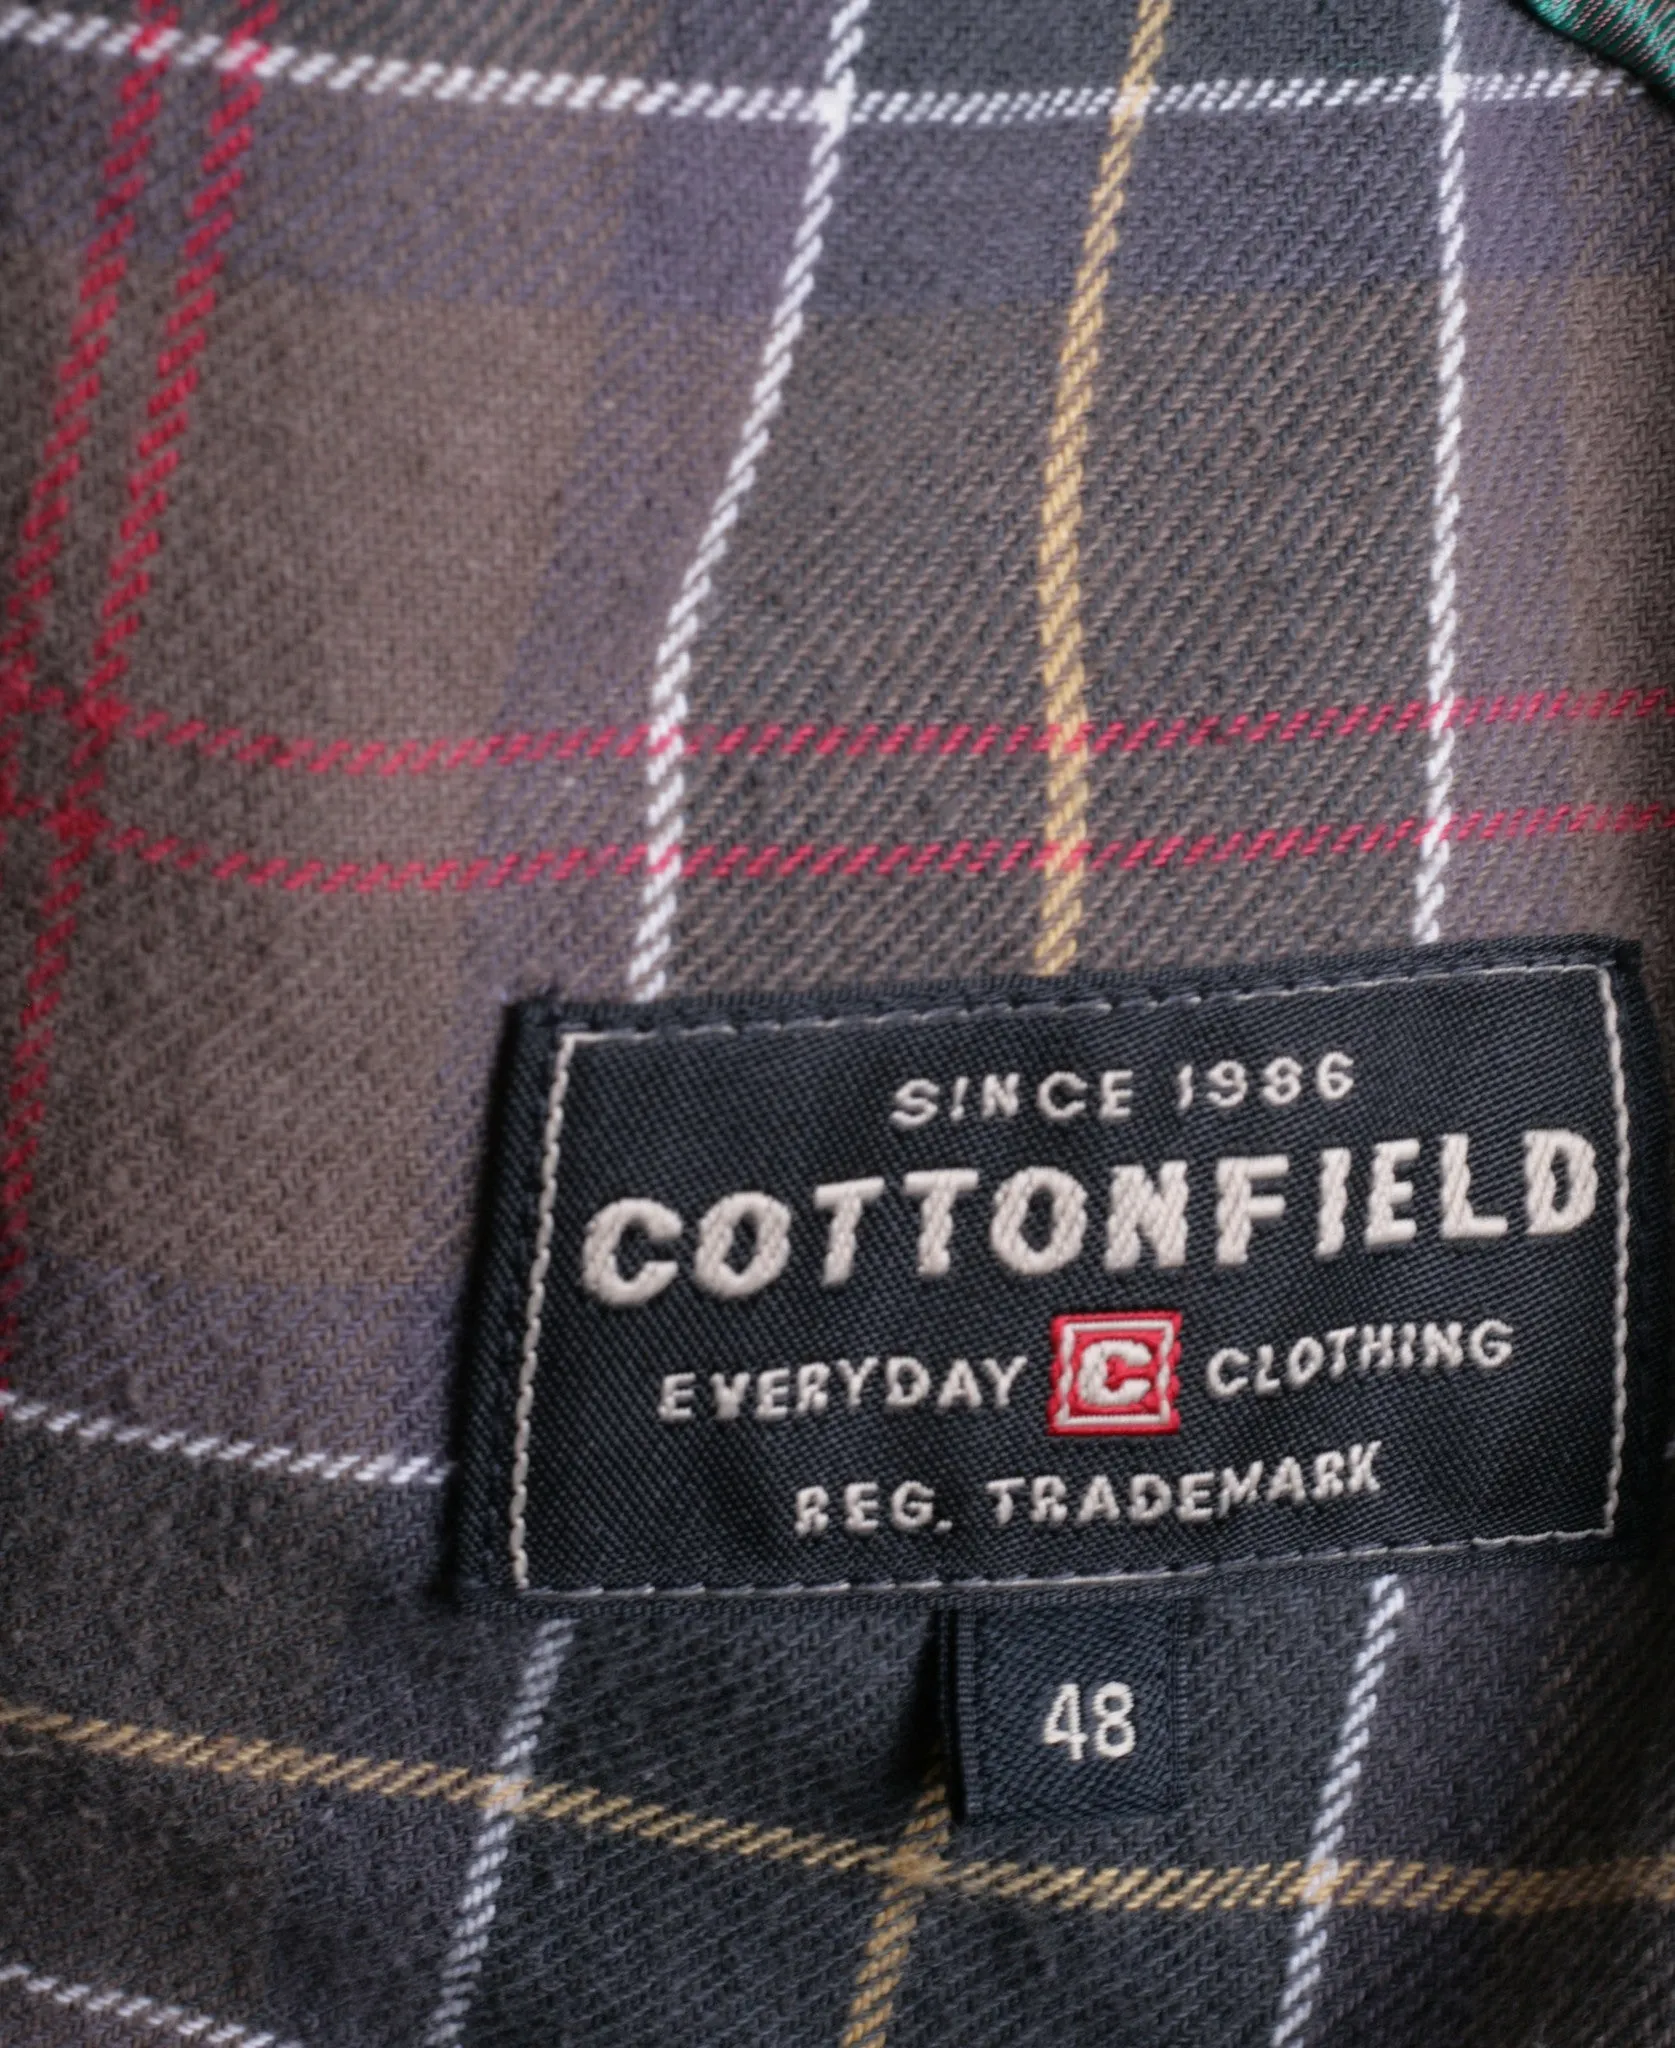 SINCE 1986
COTTONFIELD
EVERYDAY C CLOTHING
REG. TRADEMARK
48